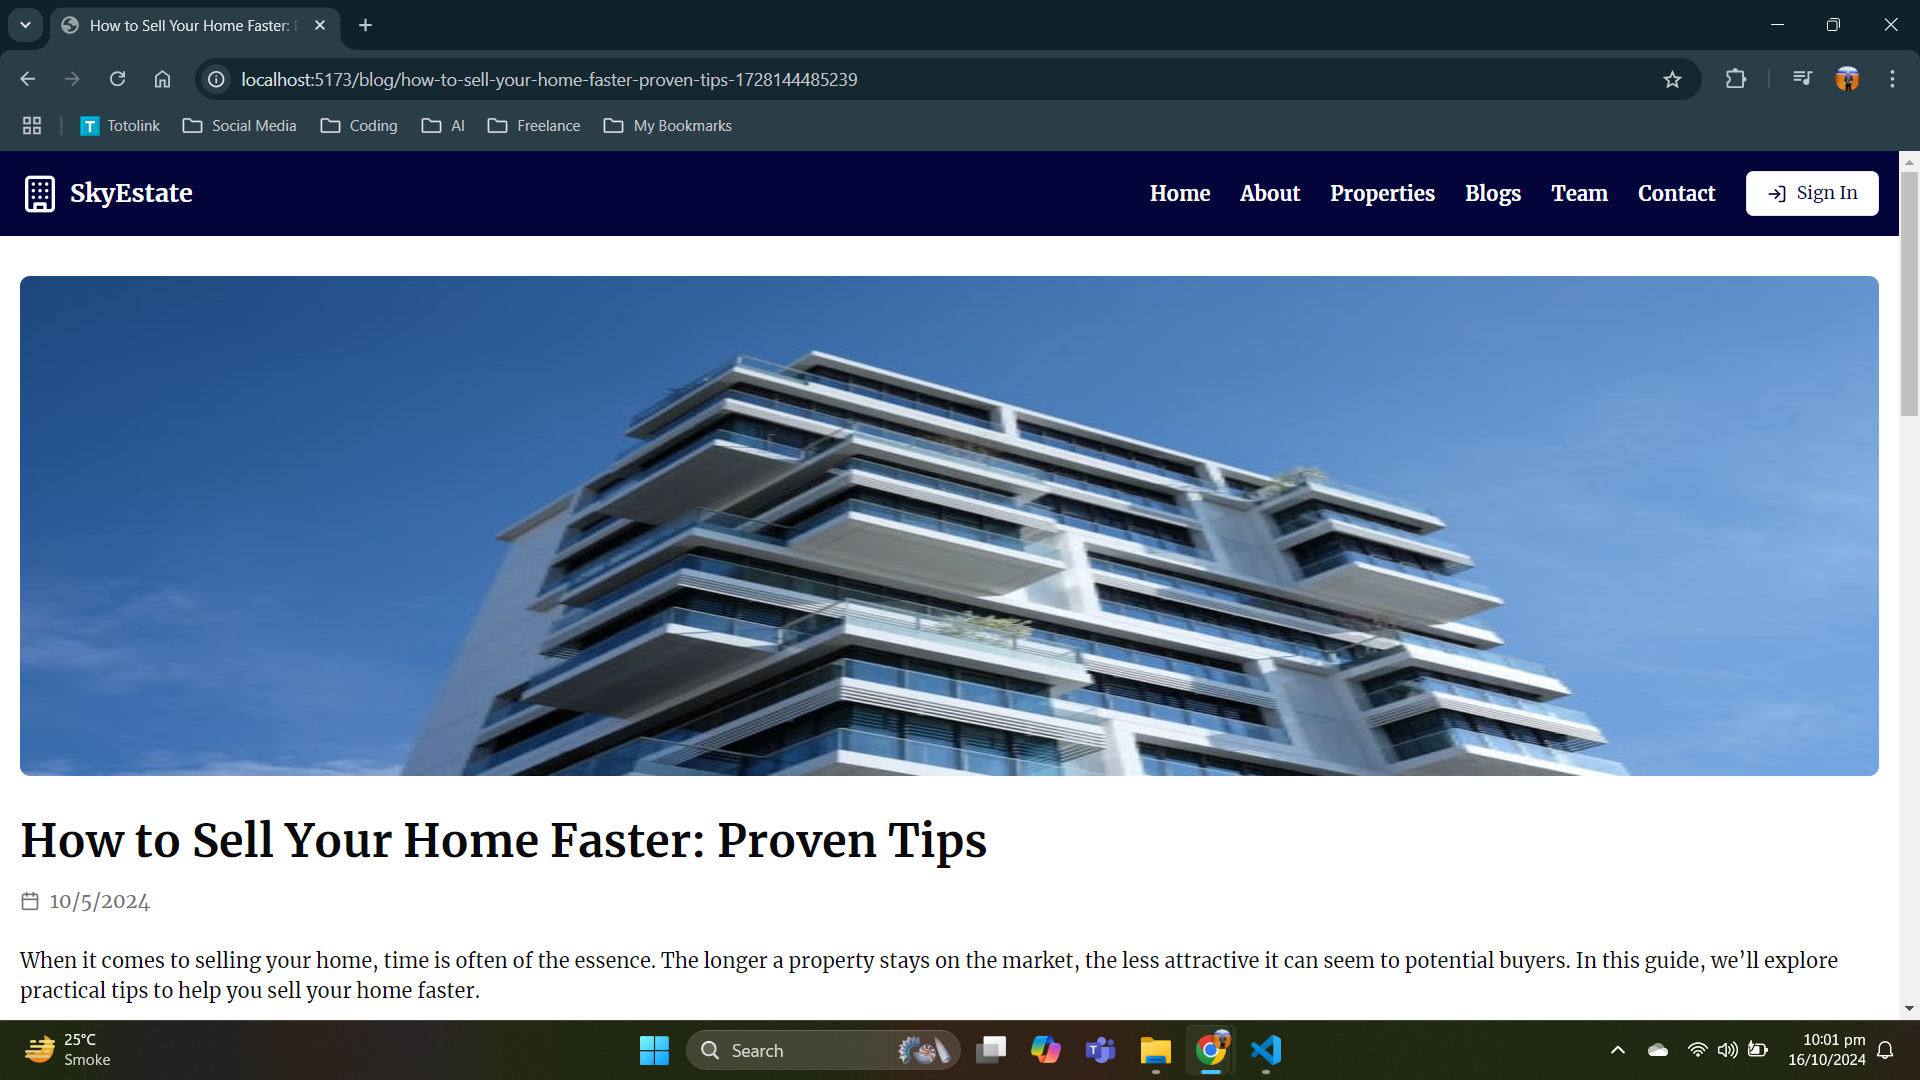 How to Sell Your Home Faster:
localhost:5173/blog/how-to-sell-your-home-faster-proven-tips-1728144485239
T Totolink Social Media Coding AI Freelance My Bookmarks
SkyEstate Home About Properties Blogs Team Contact Sign In
How to Sell Your Home Faster: Proven Tips
10/5/2024
When it comes to selling your home, time is often of the essence. The longer a property stays on the market, the less attractive it can seem to potential buyers. In this guide, we’ll explore
practical tips to help you sell your home faster.
25°C
Smoke
Search
10:01 pm
16/10/2024